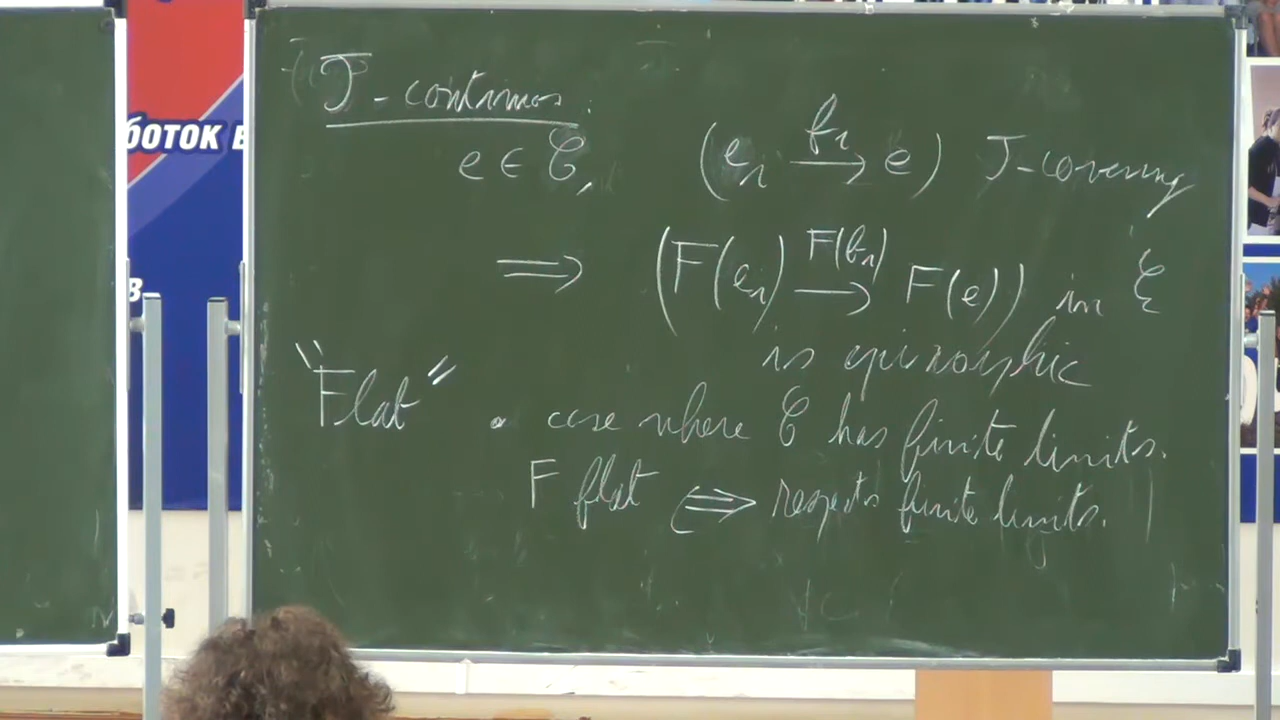 БОТОК В
В
J-continuous:
e ∈ 𝒞, (e_i --f_i--> e) J-covering
⟹ (F(e_i) --F(f_i)--> F(e)) in ℰ
is epimorphic
"Flat" • case where 𝒞 has finite limits.
F flat ⟺ respects finite limits.